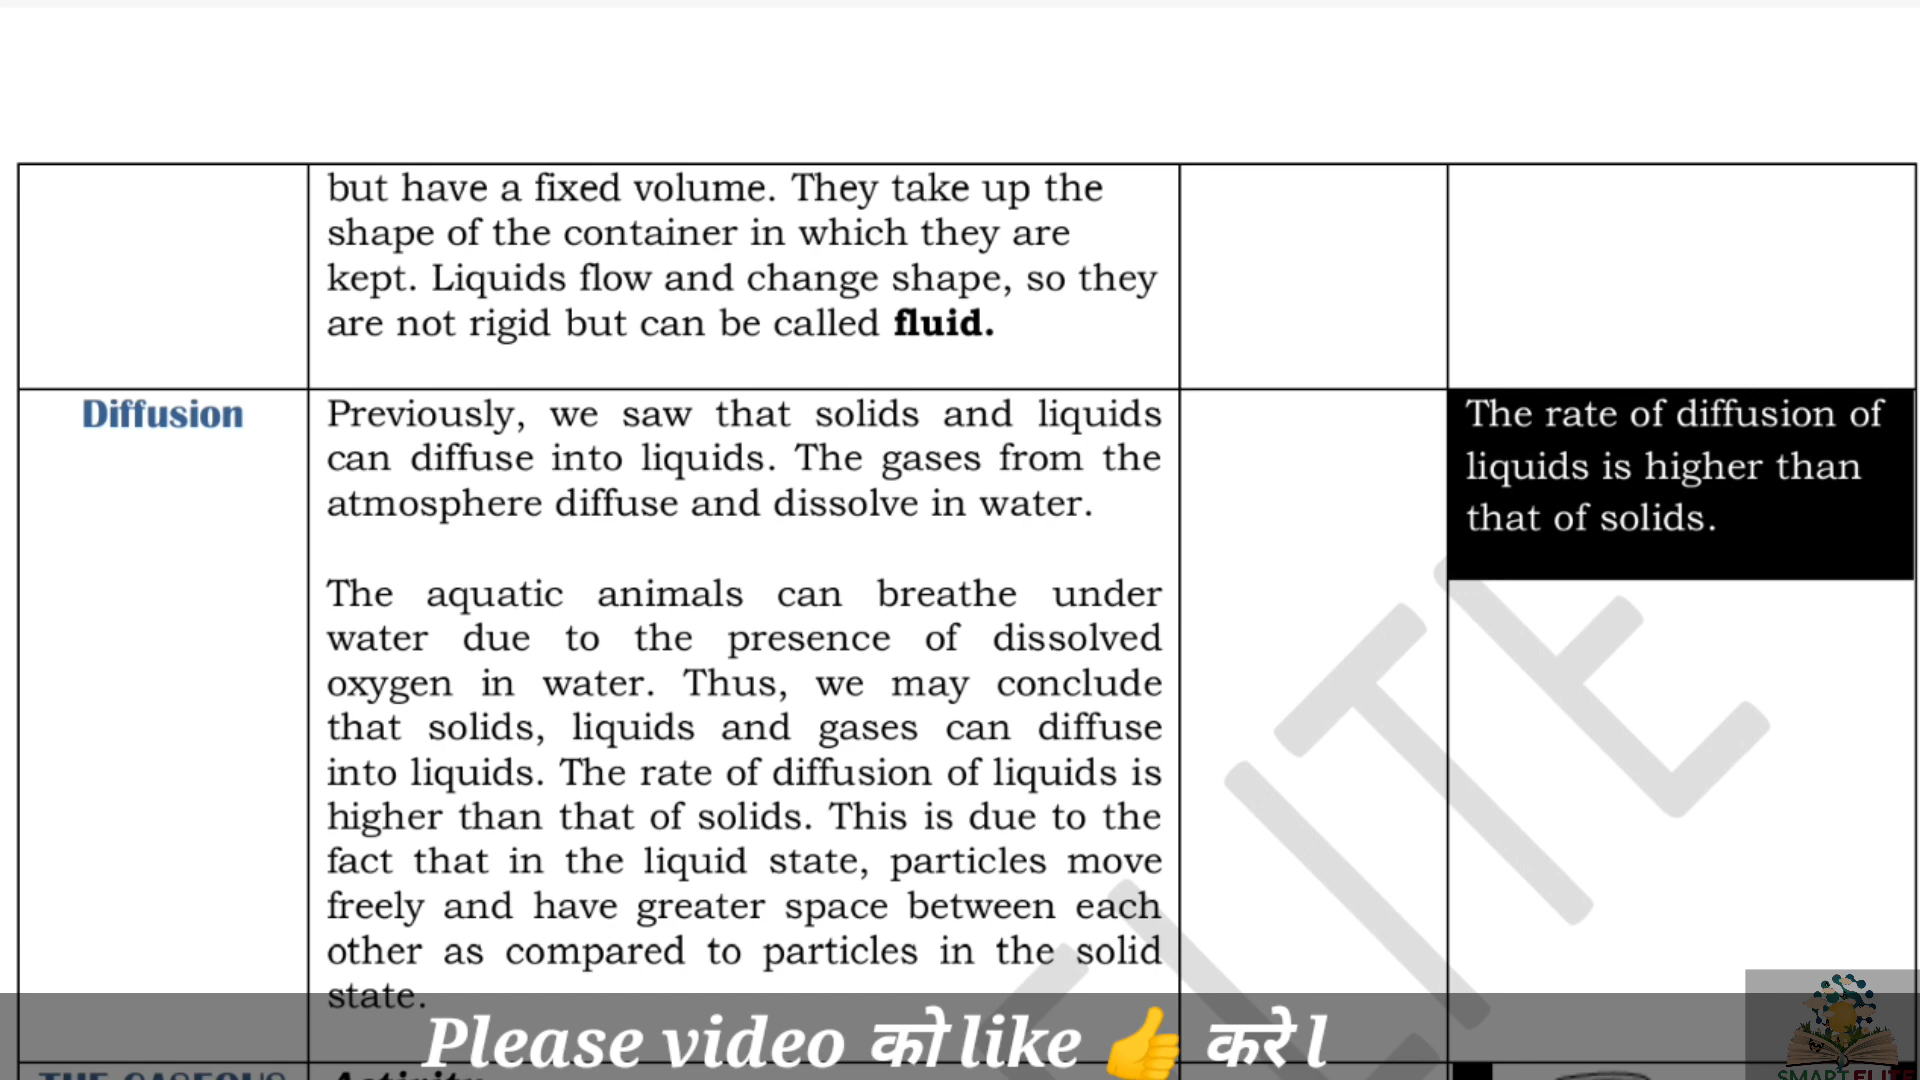 but have a fixed volume. They take up the
shape of the container in which they are
kept. Liquids flow and change shape, so they
are not rigid but can be called fluid.
Diffusion
Previously, we saw that solids and liquids
can diffuse into liquids. The gases from the
atmosphere diffuse and dissolve in water.
The aquatic animals can breathe under
water due to the presence of dissolved
oxygen in water. Thus, we may conclude
that solids, liquids and gases can diffuse
into liquids. The rate of diffusion of liquids is
higher than that of solids. This is due to the
fact that in the liquid state, particles move
freely and have greater space between each
other as compared to particles in the solid
state.
The rate of diffusion of
liquids is higher than
that of solids.
ELITE
Please video को like 👍 करे l
THE GASEOUS
Activity
SMART ELITE